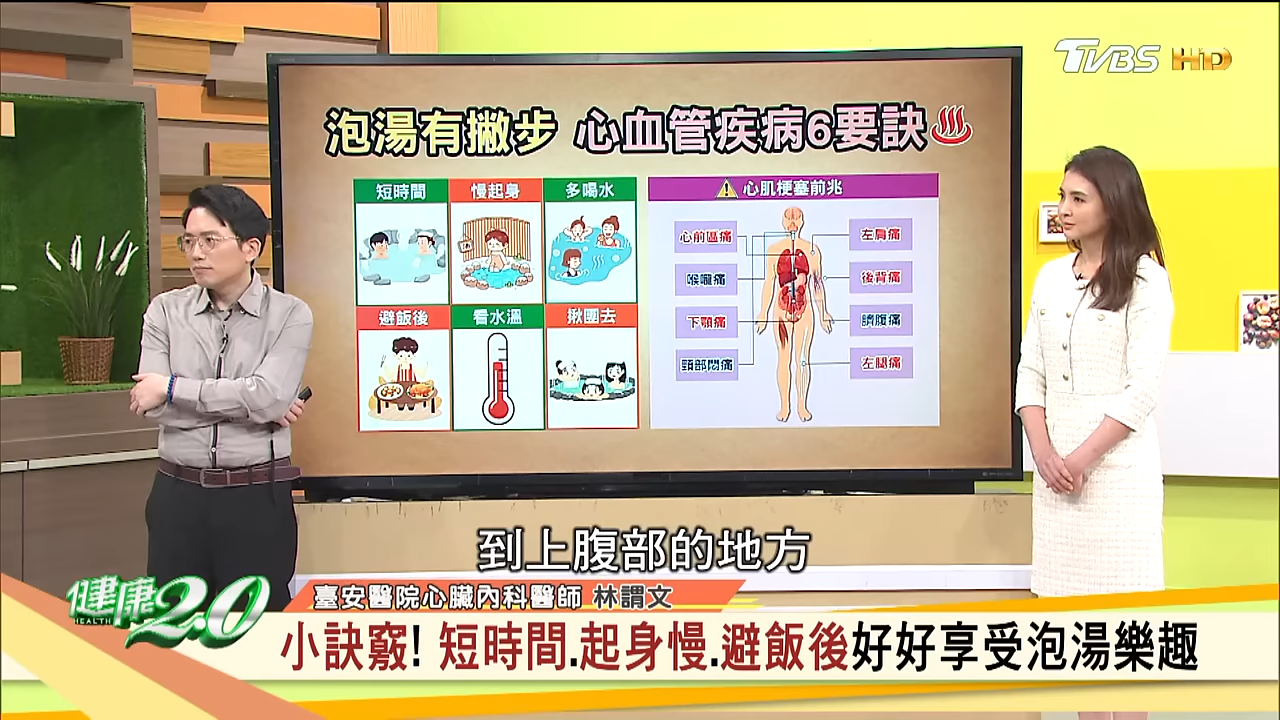 TVBS HD
泡湯有撇步 心血管疾病6要訣
短時間
慢起身
多喝水
避飯後
看水溫
揪團去
心肌梗塞前兆
心前區痛
喉嚨痛
下顎痛
頸部悶痛
左肩痛
後背痛
臍腹痛
左腿痛
到上腹部的地方
健康2.0
HEALTH
臺安醫院心臟內科醫師 林謂文
小訣竅! 短時間.起身慢.避飯後好好享受泡湯樂趣